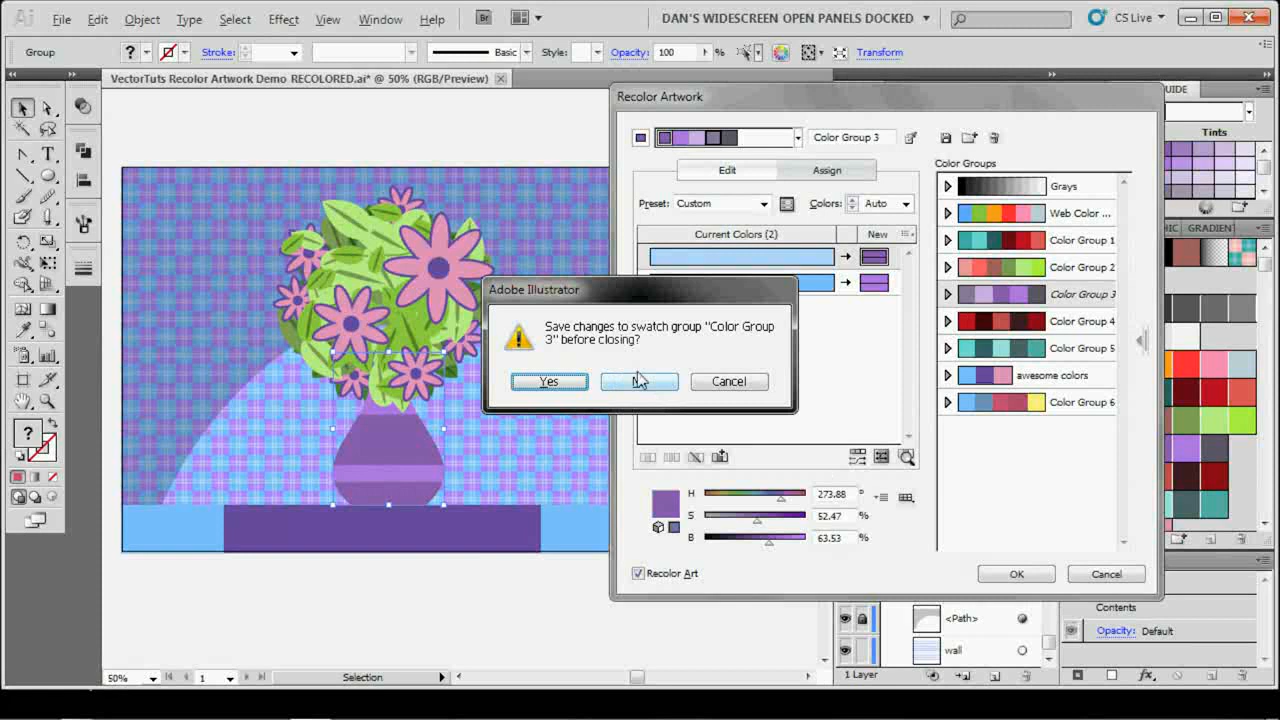 Ai File Edit Object Type Select Effect View Window Help Br DAN'S WIDESCREEN OPEN PANELS DOCKED CS Live
Group ? Stroke: Basic Style: Opacity: 100 % Transform
VectorTuts Recolor Artwork Demo RECOLORED.ai* @ 50% (RGB/Preview)
Recolor Artwork
GUIDE
Tints
Color Group 3
Edit Assign
Color Groups
Preset: Custom Colors: Auto
Current Colors (2) New
Grays
Web Color ...
Color Group 1
Color Group 2
Color Group 3
Color Group 4
Color Group 5
awesome colors
Color Group 6
GRADIEN
Adobe Illustrator
Save changes to swatch group "Color Group
3" before closing?
Yes Cancel
?
H 273.88 °
S 52.47 %
B 63.53 %
Recolor Art
OK Cancel
<Path>
wall
Contents
Opacity: Default
50% 1 Selection
1 Layer
fx